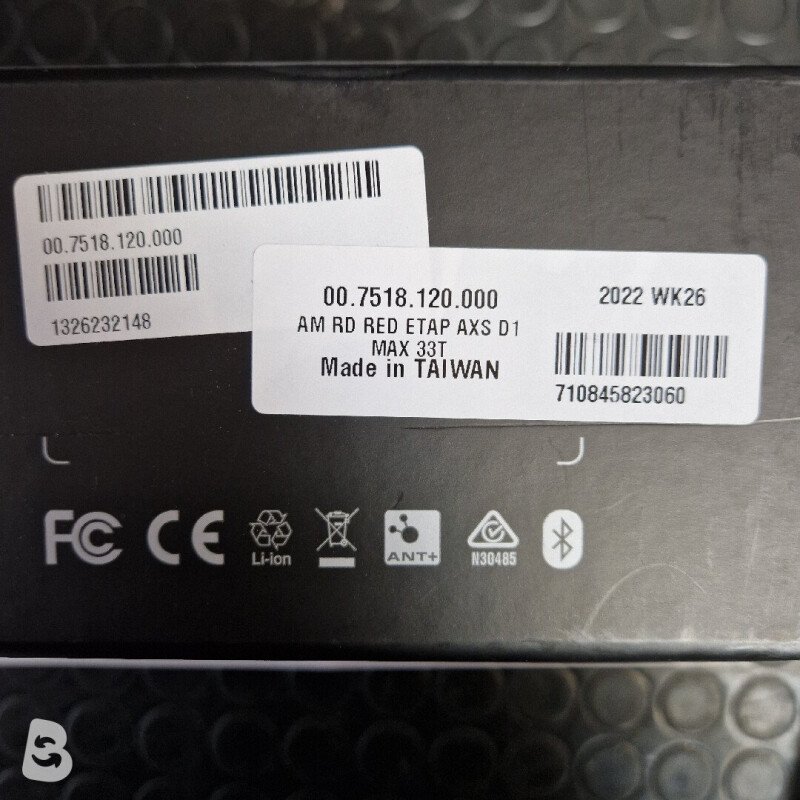 00.7518.120.000
1326232148
00.7518.120.000
AM RD RED ETAP AXS D1
MAX 33T
Made in TAIWAN
2022 WK26
710845823060
FC CE Li-ion ANT+ N30485
B